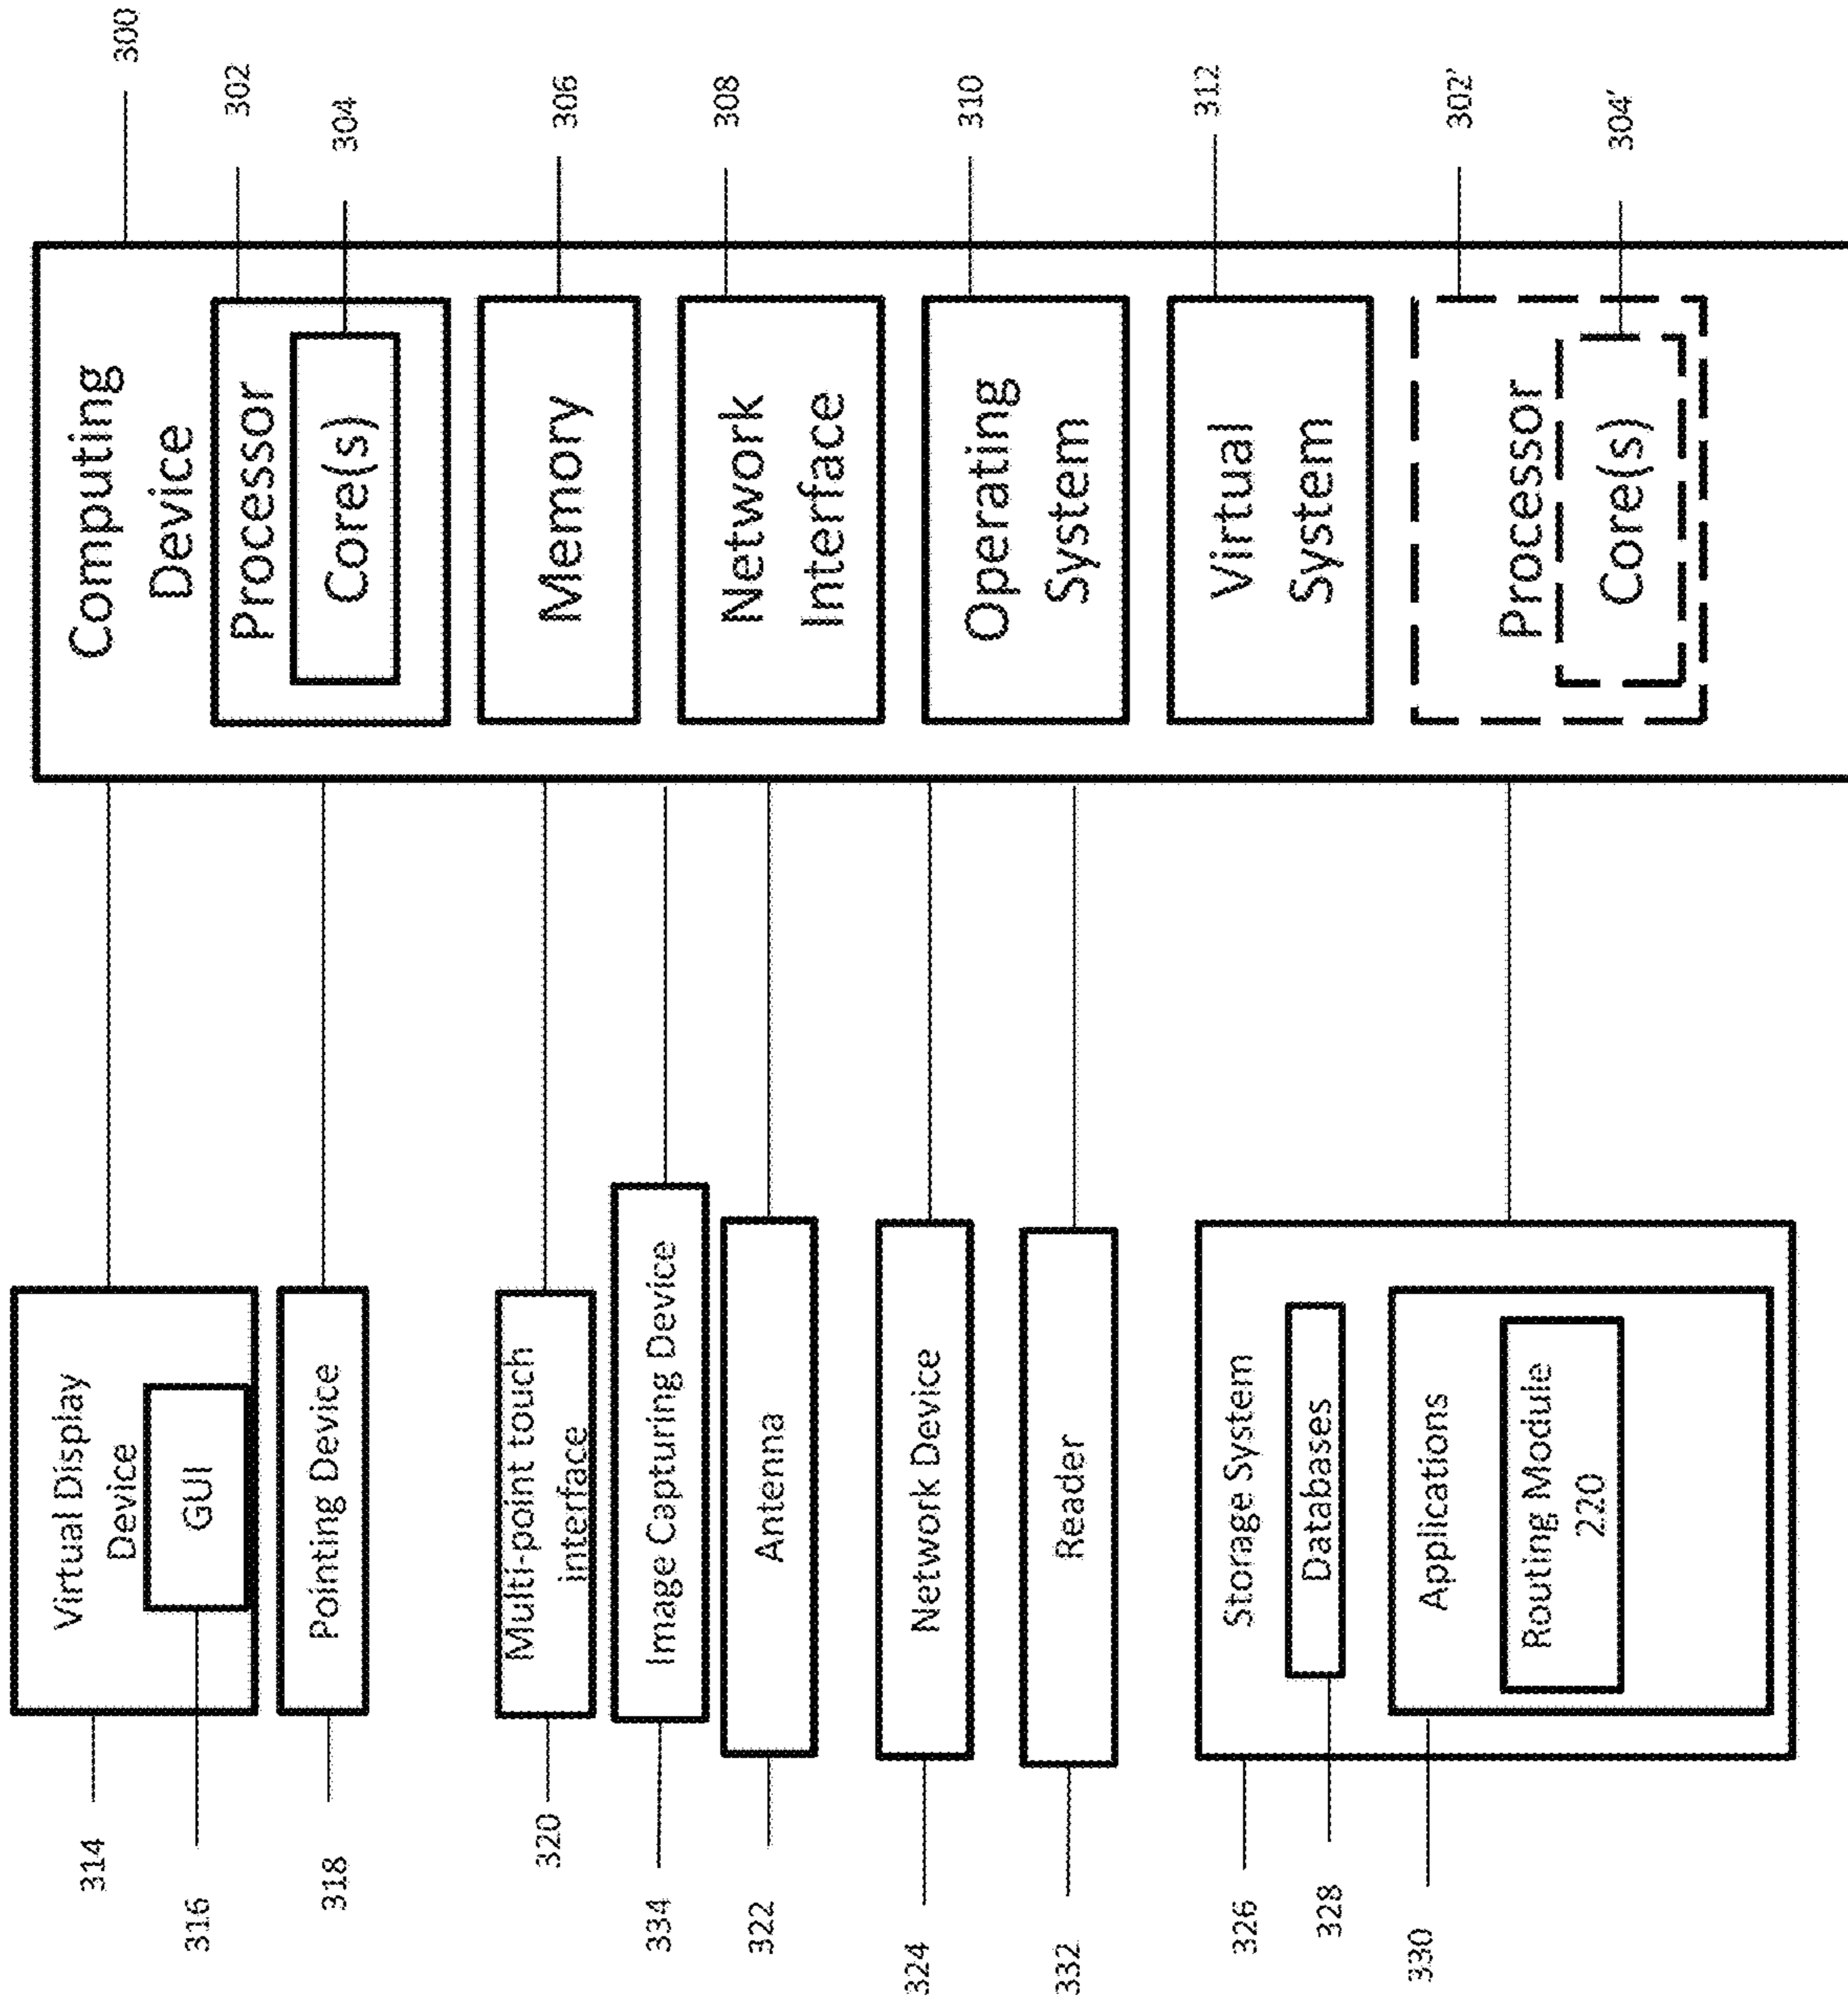 314
Virtual Display
Device
316
GUI
318
Pointing Device
320
Multi-point touch
interface
334
Image Capturing Device
322
Antenna
324
Network Device
332
Reader
326
Storage System
328
Databases
330
Applications
Routing Module
220
Computing
Device
300
Processor
302
Core(s)
304
Memory
306
Network
Interface
308
Operating
System
310
Virtual
System
312
Processor
302'
Core(s)
304'